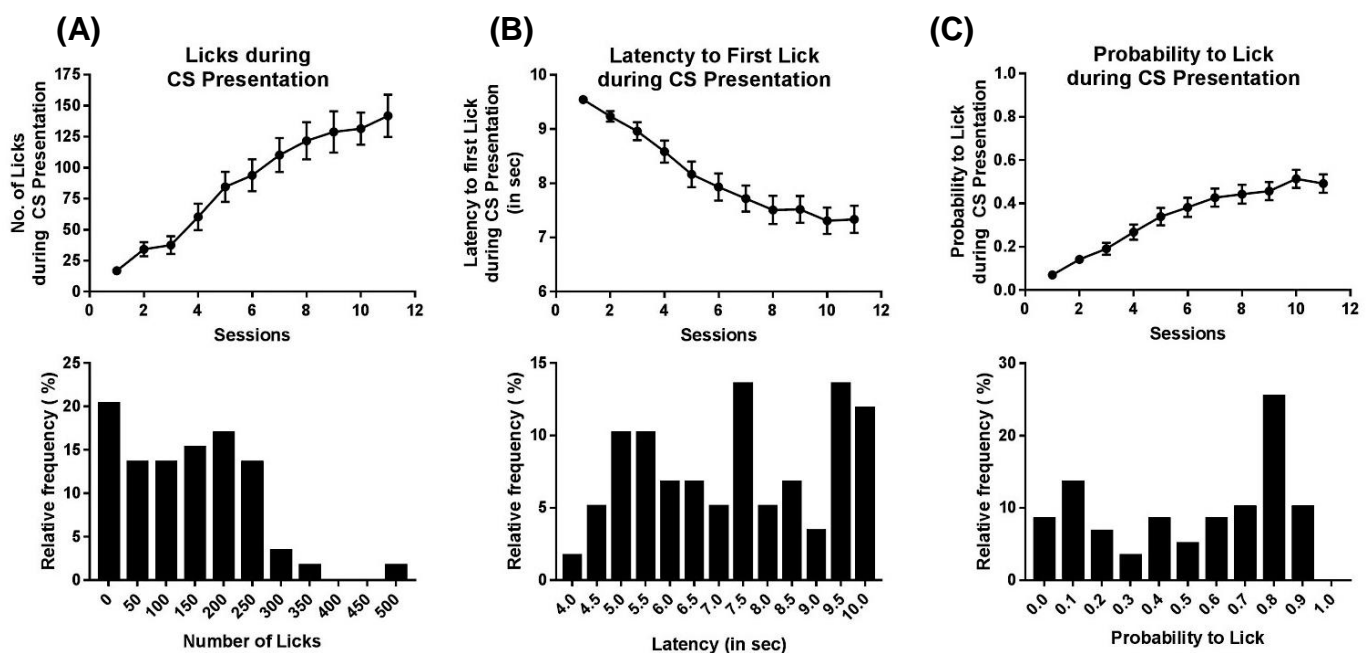 (A)
Licks during
CS Presentation
No. of Licks
during CS Presentation
175
150
125
100
75
50
25
0
0 2 4 6 8 10 12
Sessions
(B)
Latencty to First Lick
during CS Presentation
Latency to first Lick
during CS Presentation
(in sec)
10
9
8
7
6
0 2 4 6 8 10 12
Sessions
(C)
Probability to Lick
during CS Presentation
Probability to Lick
during CS Presentation
1.0
0.8
0.6
0.4
0.2
0.0
0 2 4 6 8 10 12
Sessions
Relative frequency ( %)
25
20
15
10
5
0
0 50 100 150 200 250 300 350 400 450 500
Number of Licks
Relative frequency ( %)
15
10
5
0
4.0 4.5 5.0 5.5 6.0 6.5 7.0 7.5 8.0 8.5 9.0 9.5 10.0
Latency (in sec)
Relative frequency ( %)
30
20
10
0
0.0 0.1 0.2 0.3 0.4 0.5 0.6 0.7 0.8 0.9 1.0
Probability to Lick